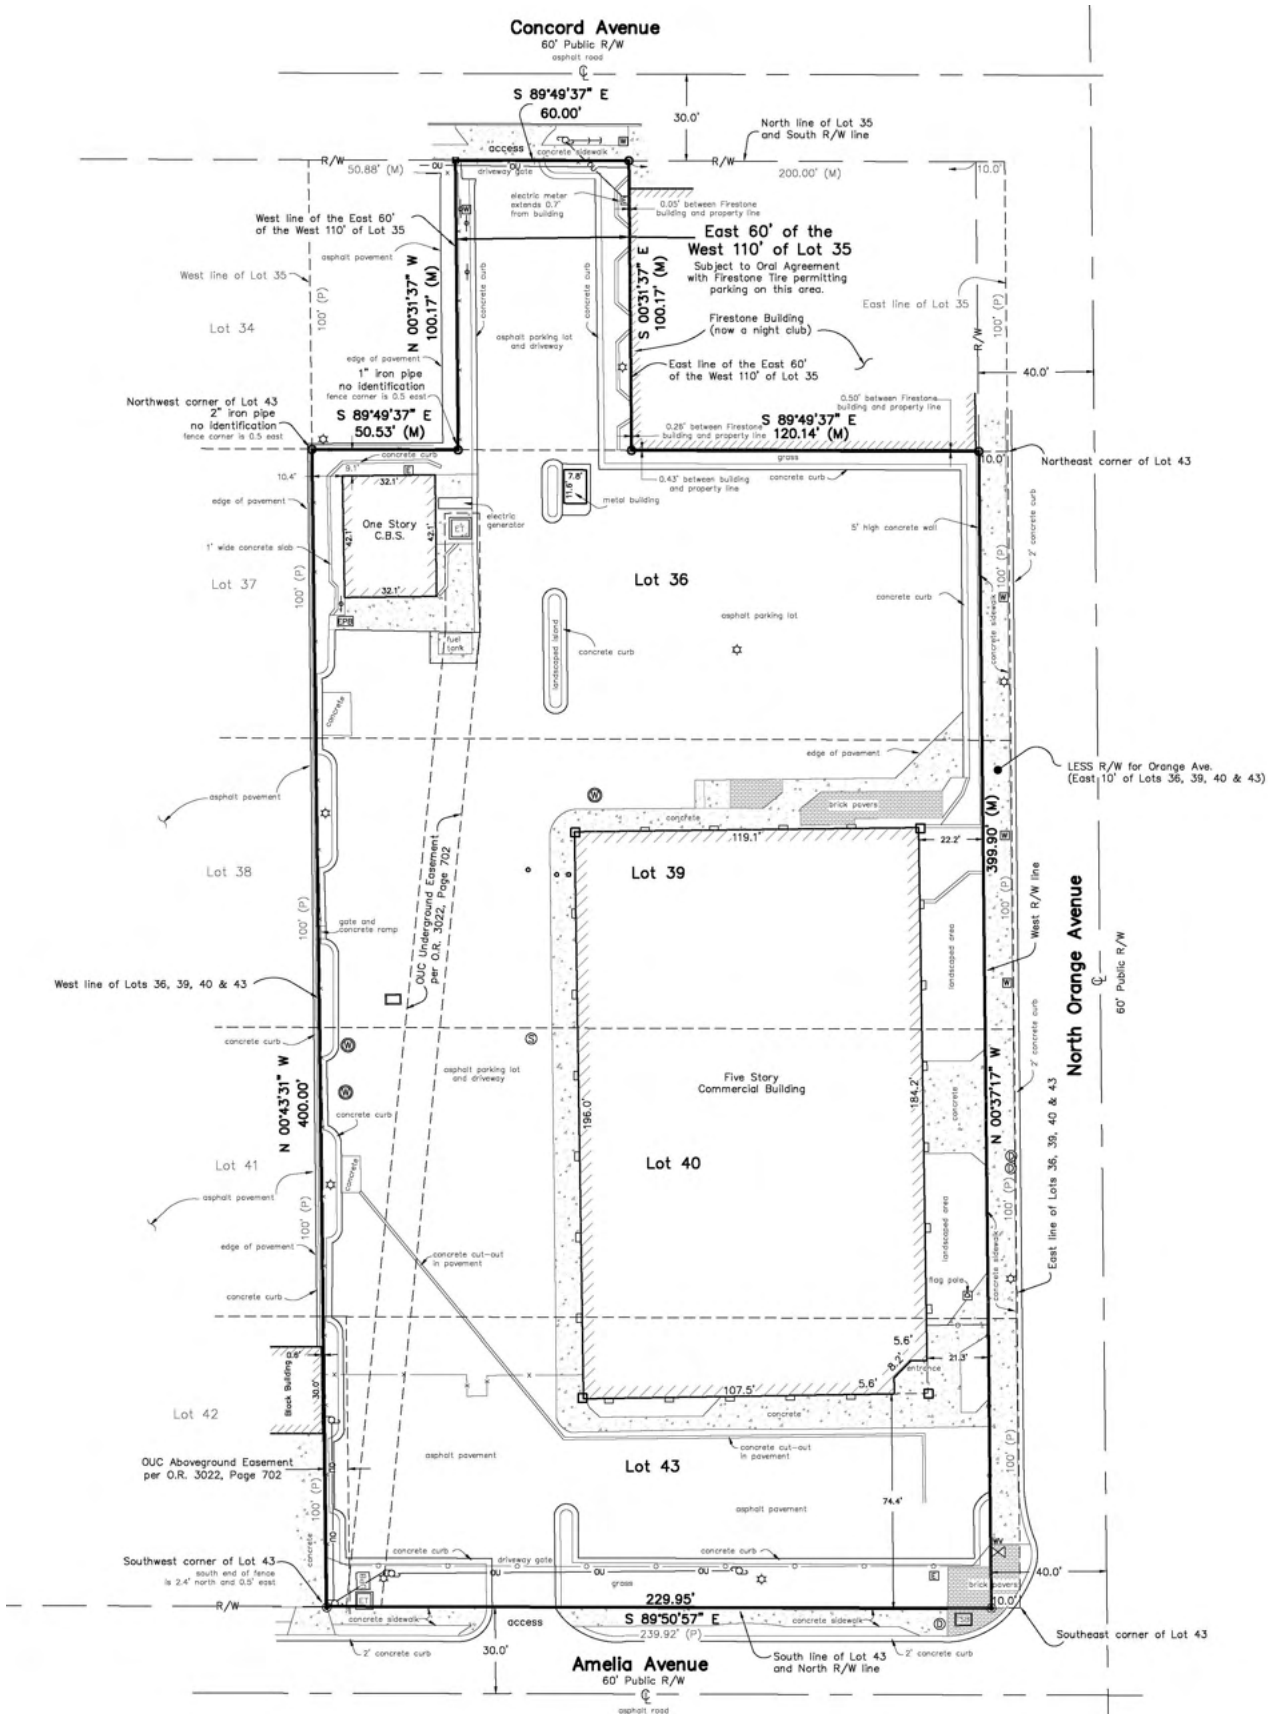 Concord Avenue
60' Public R/W
asphalt road
S 89°49'37" E
60.00'
30.0'
North line of Lot 35
and South R/W line
access
concrete sidewalk
W
R/W
50.88' (M)
OU
OU
driveway gate
R/W
200.00' (M)
10.0'
electric meter
extends 0.7'
from building
0.05' between Firestone
building and property line
West line of the East 60'
of the West 110' of Lot 35
East 60' of the
West 110' of Lot 35
Subject to Oral Agreement
with Firestone Tire permitting
parking on this area.
asphalt pavement
West line of Lot 35
100' (P)
N 00°31'37" W
100.17' (M)
concrete curb
concrete curb
S 00°31'37" E
100.17' (M)
East line of Lot 35
100' (P)
R/W
Lot 34
Firestone Building
(now a night club)
asphalt parking lot
and driveway
edge of pavement
1" iron pipe
no identification
fence corner is 0.5 east
East line of the East 60'
of the West 110' of Lot 35
40.0'
Northwest corner of Lot 43
2" iron pipe
no identification
fence corner is 0.5 east
S 89°49'37" E
50.53' (M)
0.50' between Firestone
building and property line
0.28' between Firestone
building and property line
S 89°49'37" E
120.14' (M)
concrete curb
grass
10.0'
Northeast corner of Lot 43
10.4'
9.1'
E
32.1'
7.8'
11.6'
0.43' between building
and property line
concrete curb
metal building
edge of pavement
One Story
C.B.S.
42.1'
42.1'
electric
generator
ET
5' high concrete wall
2' concrete curb
1' wide concrete slab
Lot 37
100' (P)
32.1'
Lot 36
100' (P)
W
concrete curb
concrete sidewalk
EPB
asphalt parking lot
fuel
tank
landscaped island
concrete curb
concrete
edge of pavement
LESS R/W for Orange Ave.
(East 10' of Lots 36, 39, 40 & 43)
asphalt pavement
W
brick pavers
concrete
119.1'
22.2'
399.90' (M)
W
Lot 38
Lot 39
100' (P)
100' (P)
OUC Underground Easement
per O.R. 3022, Page 702
gate and
concrete ramp
landscaped area
West R/W line
North Orange Avenue
60' Public R/W
West line of Lots 36, 39, 40 & 43
W
concrete curb
W
S
2' concrete curb
N 00°43'31" W
400.00'
asphalt parking lot
and driveway
Five Story
Commercial Building
W
concrete curb
196.0'
184.2'
concrete
N 00°37'17" W
East line of Lots 36, 39, 40 & 43
Lot 41
concrete
Lot 40
100' (P)
asphalt pavement
100' (P)
landscaped area
edge of pavement
concrete cut-out
in pavement
concrete sidewalk
flag pole
concrete curb
5.6'
8.2'
entrance
21.3'
0.6'
Block Building
30.0'
5.6'
107.5'
Lot 42
concrete
asphalt pavement
concrete cut-out
in pavement
100' (P)
OUC Aboveground Easement
per O.R. 3022, Page 702
OU
Lot 43
100' (P)
74.4'
asphalt pavement
OU
concrete
Southwest corner of Lot 43
south end of fence
is 2.4' north and 0.5' east
concrete curb
driveway gate
concrete curb
WV
OU
OU
OU
E
40.0'
EPB
ET
grass
brick pavers
R/W
229.95'
10.0'
concrete sidewalk
access
S 89°50'57" E
concrete sidewalk
D
239.92' (P)
Southeast corner of Lot 43
2' concrete curb
30.0'
Amelia Avenue
60' Public R/W
South line of Lot 43
and North R/W line
2' concrete curb
asphalt road